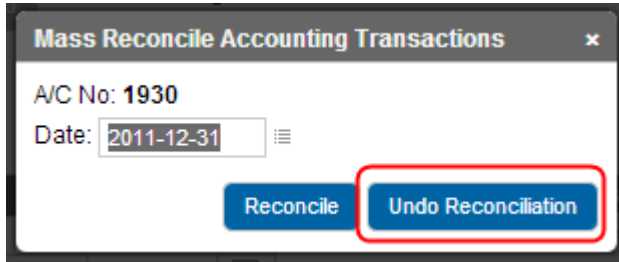 Mass Reconcile Accounting Transactions ×
A/C No: 1930
Date: 2011-12-31
Reconcile Undo Reconciliation